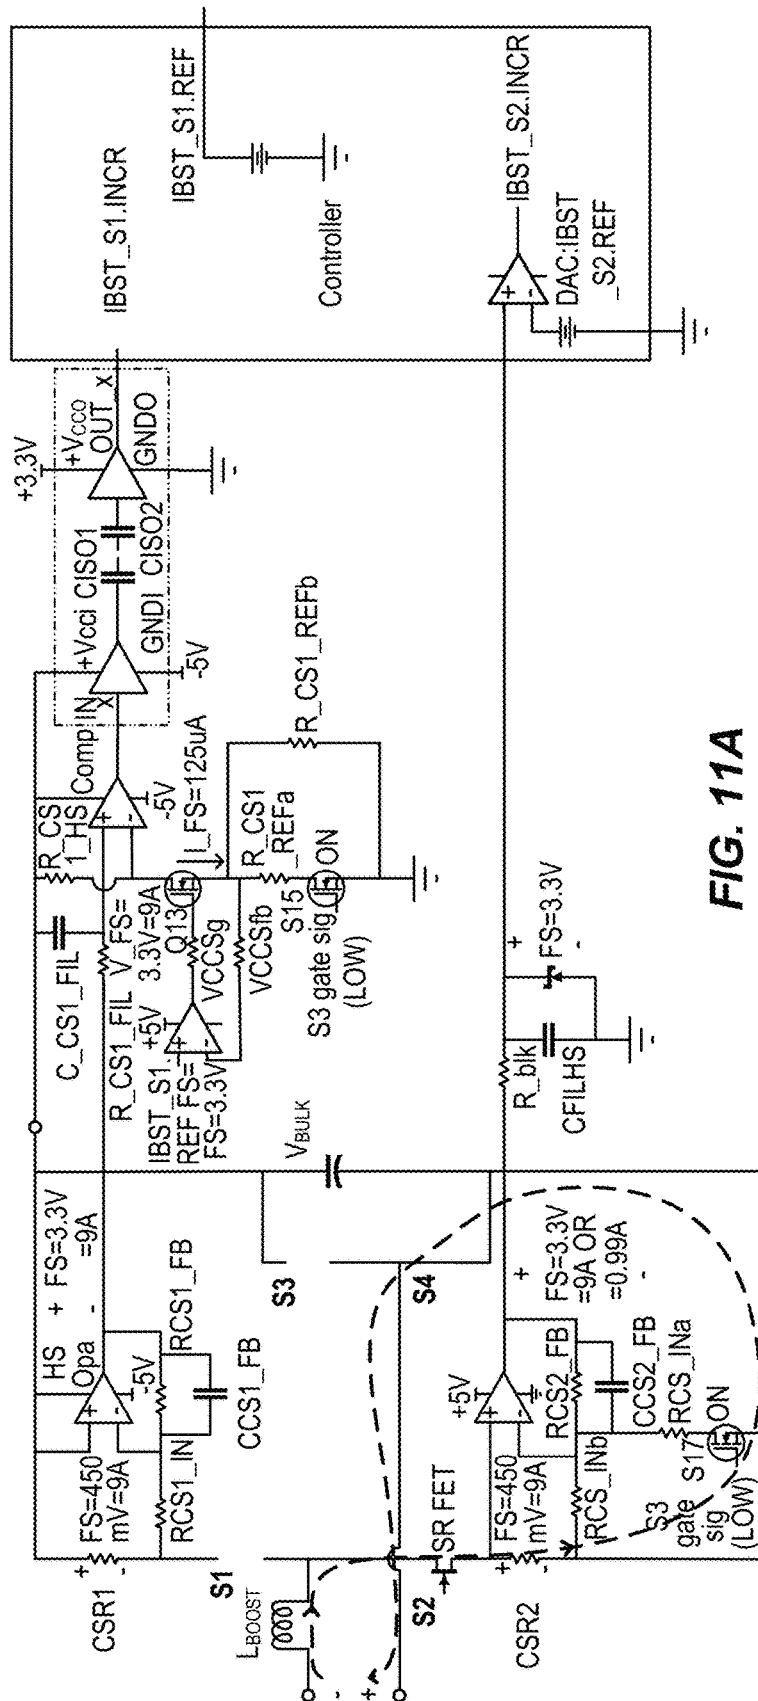 CSR1
+
FS=450
mV=9A
-
HS
Opa
+
-
-5V
+ FS=3.3V
=9A
-
RCS1_IN
RCS1_FB
CCS1_FB
S1
LBOOST
-
+
S2
SR FET
S3
S4
VBULK
C_CS1_FIL
R_CS1_FIL
V_FS=
3.3V=9A
R_CS
1_HS
+
-
Comp
-5V
IN
X
+Vcci
GNDI
-5V
CISO1
CISO2
+3.3V
+VCCO
OUT_X
GNDO
IBST_S1.INCR
IBST_S1.REF
Controller
IBST_S1.
REF FS=
FS=3.3V
+5V
+
-
Q13
VCCSg
VCCSfb
I_FS=125uA
R_CS1
_REFa
R_CS1_REFb
S15
ON
S3 gate sig
(LOW)
CSR2
+
FS=450
mV=9A
-
+5V
+
-
RCS_INb
RCS2_FB
CCS2_FB
RCS_INa
S17
ON
S3
gate
sig
(LOW)
+
FS=3.3V
=9A OR
=0.99A
-
R_blk
CFILHS
+
FS=3.3V
-
+
-
IBST_S2.INCR
DAC:IBST
_S2.REF
FIG. 11A